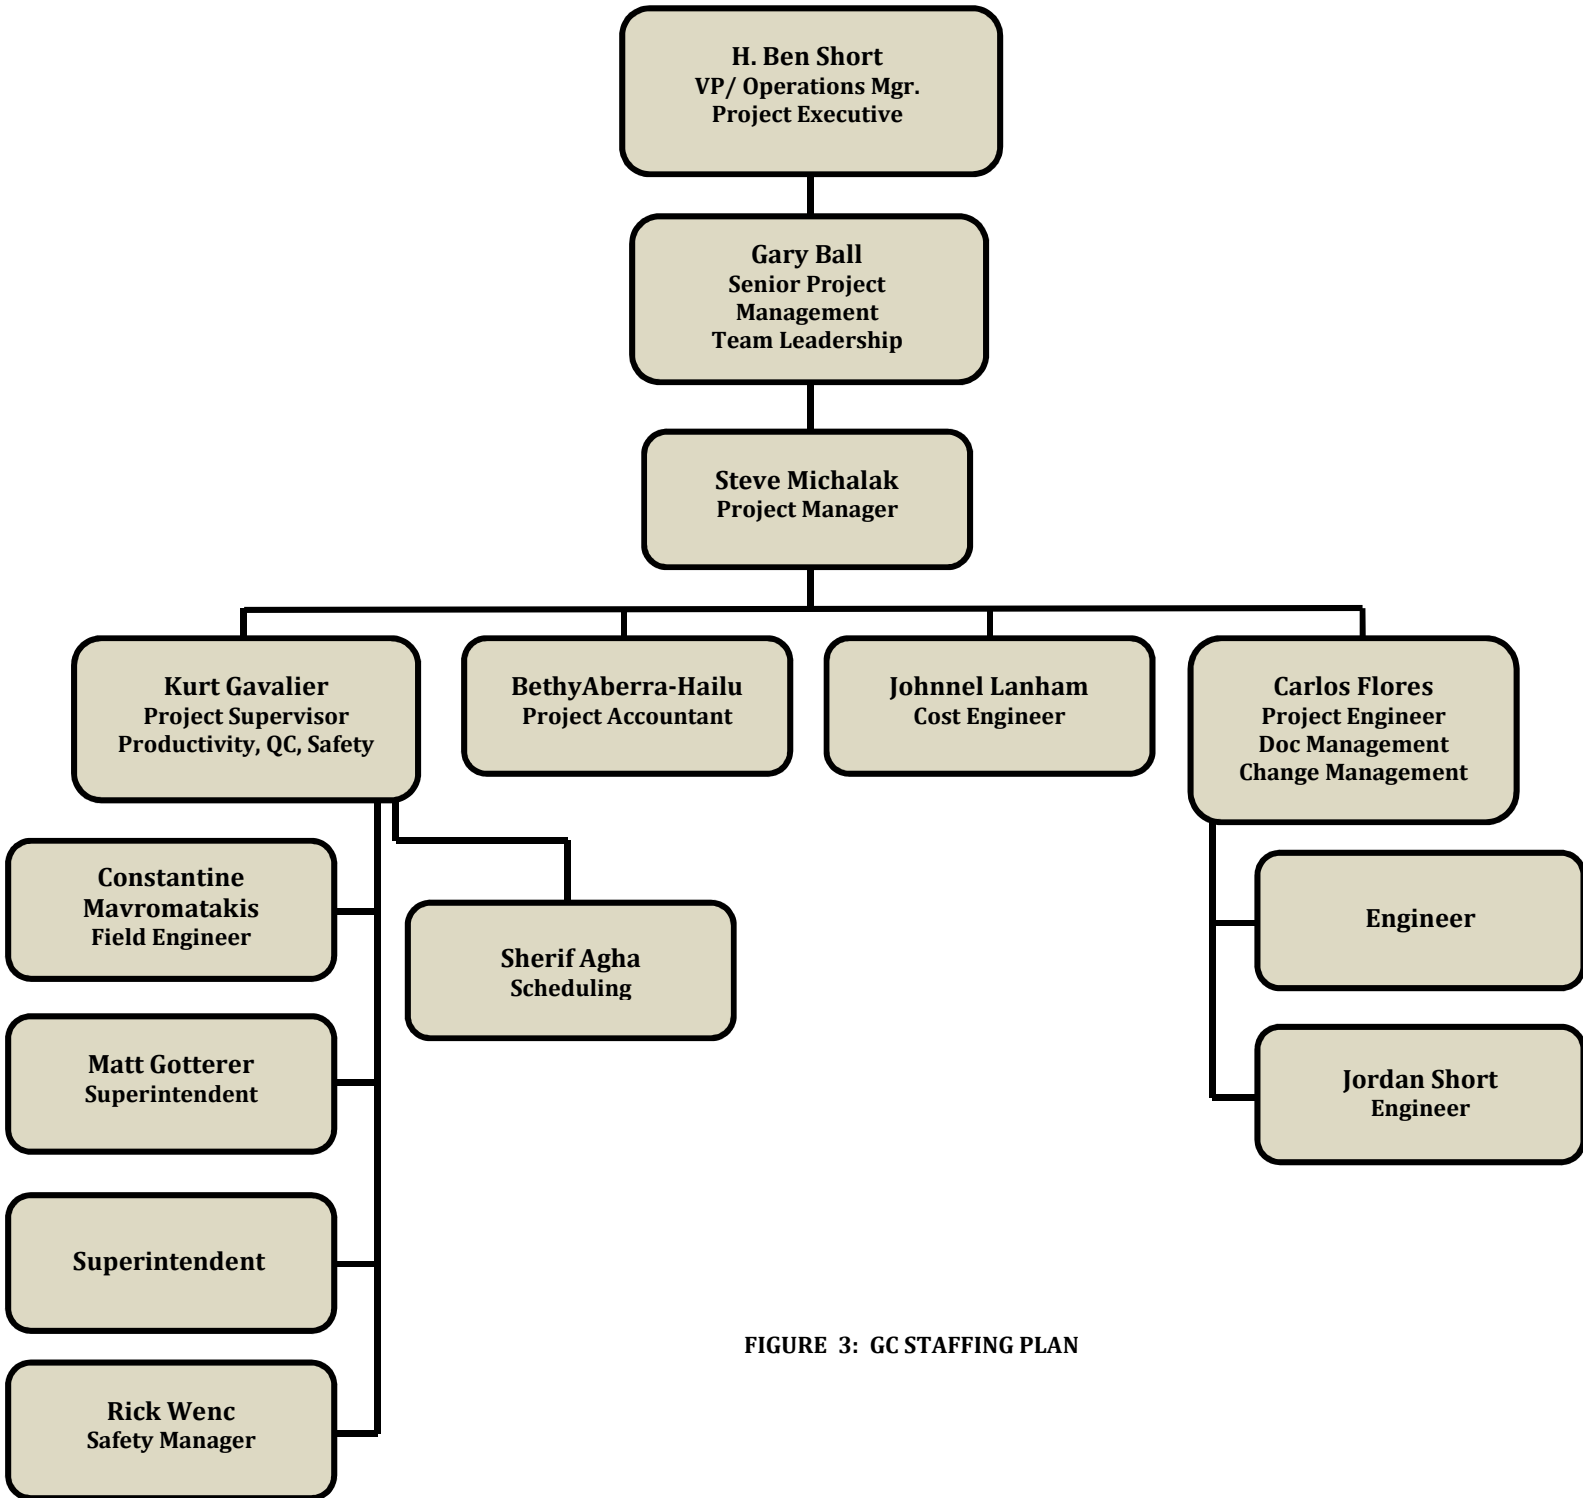 H. Ben Short
VP/ Operations Mgr.
Project Executive
Gary Ball
Senior Project
Management
Team Leadership
Steve Michalak
Project Manager
Kurt Gavalier
Project Supervisor
Productivity, QC, Safety
BethyAberra-Hailu
Project Accountant
Johnnel Lanham
Cost Engineer
Carlos Flores
Project Engineer
Doc Management
Change Management
Constantine
Mavromatakis
Field Engineer
Sherif Agha
Scheduling
Engineer
Matt Gotterer
Superintendent
Jordan Short
Engineer
Superintendent
Rick Wenc
Safety Manager
FIGURE 3: GC STAFFING PLAN